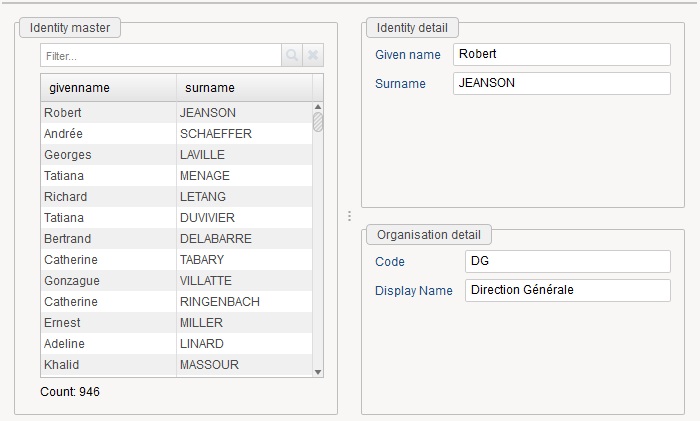 Identity master
Filter...
givenname surname
Robert JEANSON
Andrée SCHAEFFER
Georges LAVILLE
Tatiana MENAGE
Richard LETANG
Tatiana DUVIVIER
Bertrand DELABARRE
Catherine TABARY
Gonzague VILLATTE
Catherine RINGENBACH
Ernest MILLER
Adeline LINARD
Khalid MASSOUR
Count: 946
Identity detail
Given name Robert
Surname JEANSON
Organisation detail
Code DG
Display Name Direction Générale